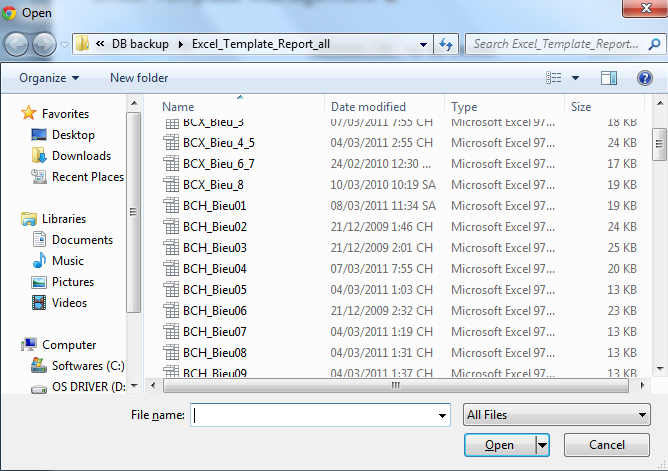 Open
« DB backup ▸ Excel_Template_Report_all
Search Excel_Template_Report...
Organize
New folder
Favorites
Desktop
Downloads
Recent Places
Libraries
Documents
Music
Pictures
Videos
Computer
Softwares (C:)
OS DRIVER (D:
Name Date modified Type Size
BCX_Bieu_3 07/03/2011 7:55 CH Microsoft Excel 97... 18 KB
BCX_Bieu_4_5 04/03/2011 2:55 CH Microsoft Excel 97... 24 KB
BCX_Bieu_6_7 24/02/2010 12:30 ... Microsoft Excel 97... 17 KB
BCX_Bieu_8 10/03/2010 10:19 SA Microsoft Excel 97... 19 KB
BCH_Bieu01 08/03/2011 11:34 SA Microsoft Excel 97... 19 KB
BCH_Bieu02 21/12/2009 1:46 CH Microsoft Excel 97... 24 KB
BCH_Bieu03 21/12/2009 2:01 CH Microsoft Excel 97... 25 KB
BCH_Bieu04 07/03/2011 7:55 CH Microsoft Excel 97... 20 KB
BCH_Bieu05 04/03/2011 1:03 CH Microsoft Excel 97... 13 KB
BCH_Bieu06 21/12/2009 2:32 CH Microsoft Excel 97... 23 KB
BCH_Bieu07 04/03/2011 1:19 CH Microsoft Excel 97... 19 KB
BCH_Bieu08 04/03/2011 1:31 CH Microsoft Excel 97... 19 KB
BCH_Bieu09 04/03/2011 1:37 CH Microsoft Excel 97... 19 KB
File name:
All Files
Open
Cancel